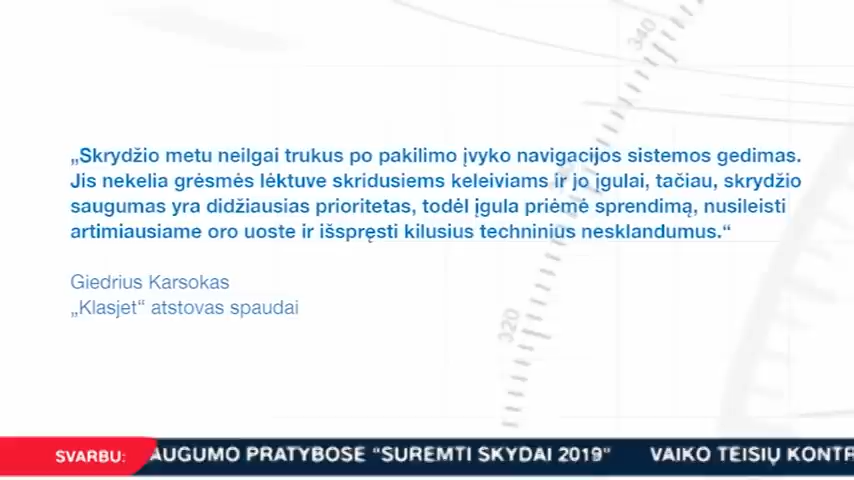 „Skrydžio metu neilgai trukus po pakilimo įvyko navigacijos sistemos gedimas.
Jis nekelia grėsmės lėktuve skridusiems keleiviams ir jo įgulai, tačiau, skrydžio
saugumas yra didžiausias prioritetas, todėl įgula priėmė sprendimą, nusileisti
artimiausiame oro uoste ir išspręsti kilusius techninius nesklandumus.“
Giedrius Karsokas
„Klasjet“ atstovas spaudai
340
320
SVARBU: AUGUMO PRATYBOSE "SUREMTI SKYDAI 2019" VAIKO TEISIŲ KONTR